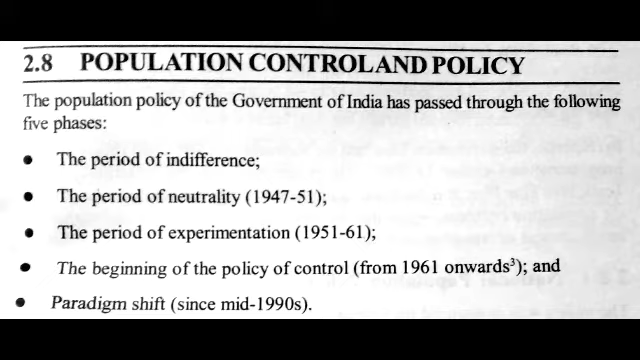 2.8 POPULATION CONTROL AND POLICY
The population policy of the Government of India has passed through the following
five phases:
• The period of indifference;
• The period of neutrality (1947-51);
• The period of experimentation (1951-61);
• The beginning of the policy of control (from 1961 onwards³); and
• Paradigm shift (since mid-1990s).